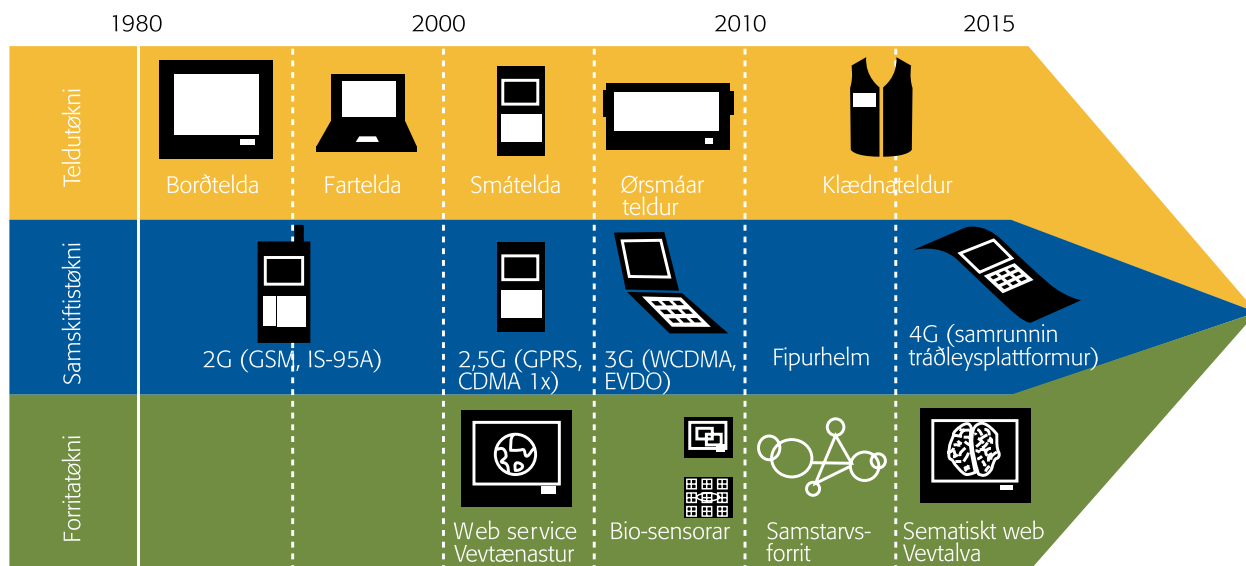 1980 2000 2010 2015
Teldutøkni
Borðtelda
Fartelda
Smátelda
Ørsmáar
teldur
Klædnateldur
Samskiftistøkni
2G (GSM, IS-95A)
2,5G (GPRS,
CDMA 1x)
3G (WCDMA,
EVDO)
Fipurhelm
4G (samrunnin
tráðleysplattformur)
Forritatøkni
Web service
Vevtænastur
Bio-sensorar
Samstarvs-
forrit
Sematiskt web
Vevtalva